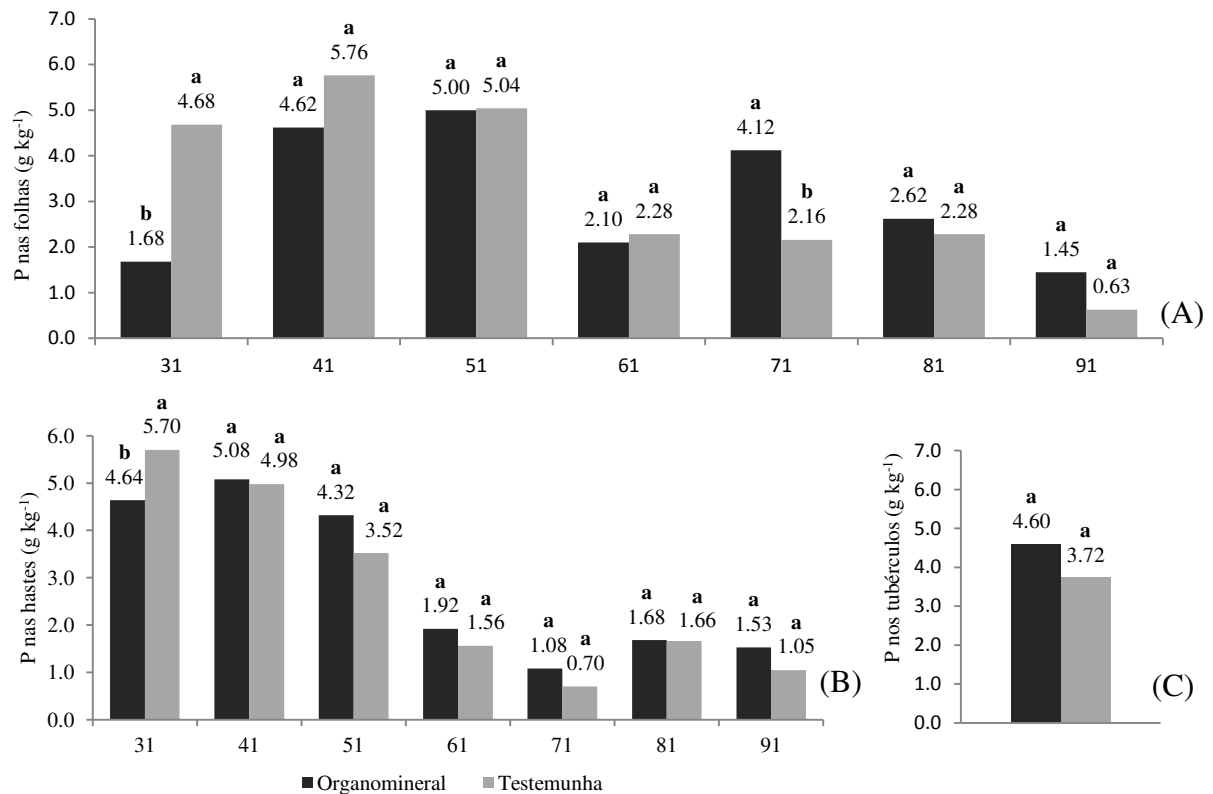 7.0
6.0
5.0
4.0
3.0
2.0
1.0
0.0
P nas folhas (g kg-1)
b
1.68
a
4.68
a
4.62
a
5.76
a
5.00
a
5.04
a
2.10
a
2.28
a
4.12
b
2.16
a
2.62
a
2.28
a
1.45
a
0.63
31 41 51 61 71 81 91
(A)
6.0
5.0
4.0
3.0
2.0
1.0
0.0
P nas hastes (g kg-1)
b
4.64
a
5.70
a
5.08
a
4.98
a
4.32
a
3.52
a
1.92
a
1.56
a
1.08
a
0.70
a
1.68
a
1.66
a
1.53
a
1.05
31 41 51 61 71 81 91
(B)
7.0
6.0
5.0
4.0
3.0
2.0
1.0
0.0
P nos tubérculos (g kg-1)
a
4.60
a
3.72
(C)
Organomineral Testemunha